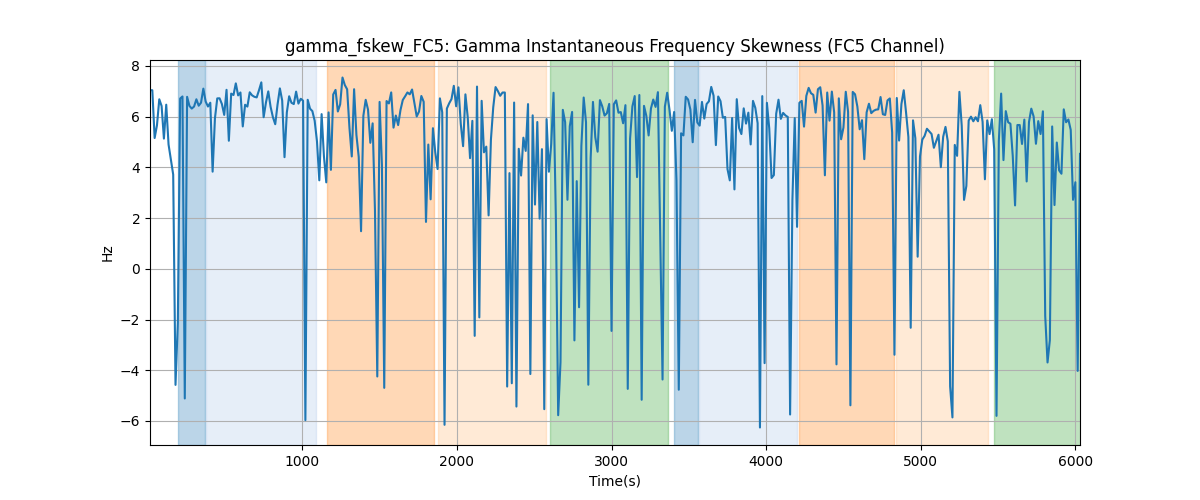 gamma_fskew_FC5: Gamma Instantaneous Frequency Skewness (FC5 Channel)
8
6
4
2
0
−2
−4
−6
Hz
1000 2000 3000 4000 5000 6000
Time(s)